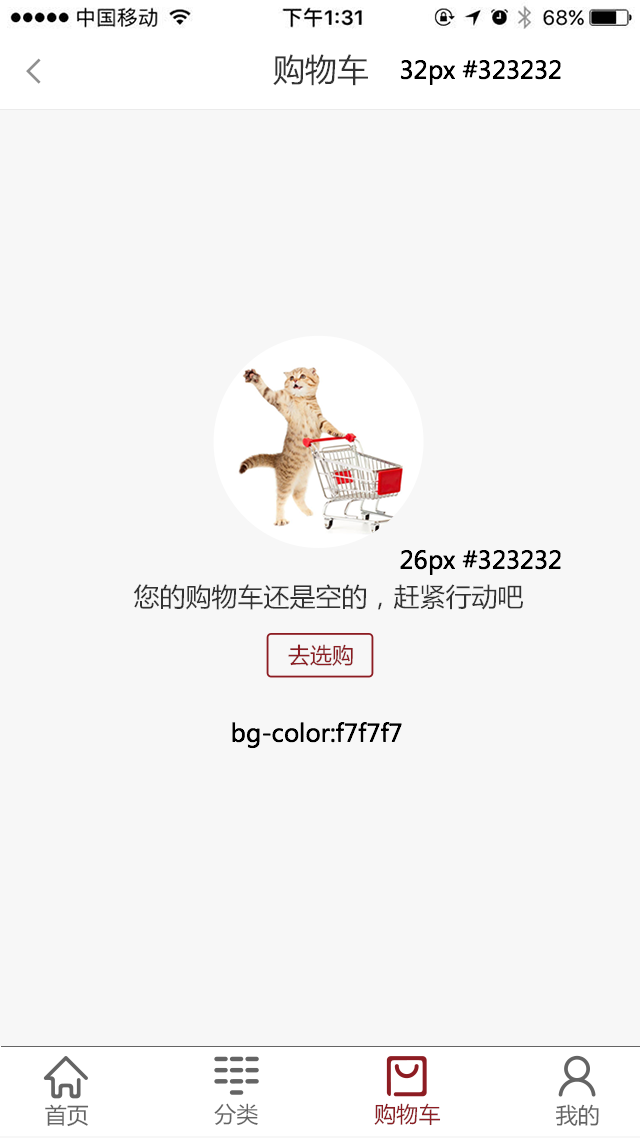 中国移动 下午1:31 68%
购物车 32px #323232
26px #323232
您的购物车还是空的，赶紧行动吧
去选购
bg-color:f7f7f7
首页 分类 购物车 我的